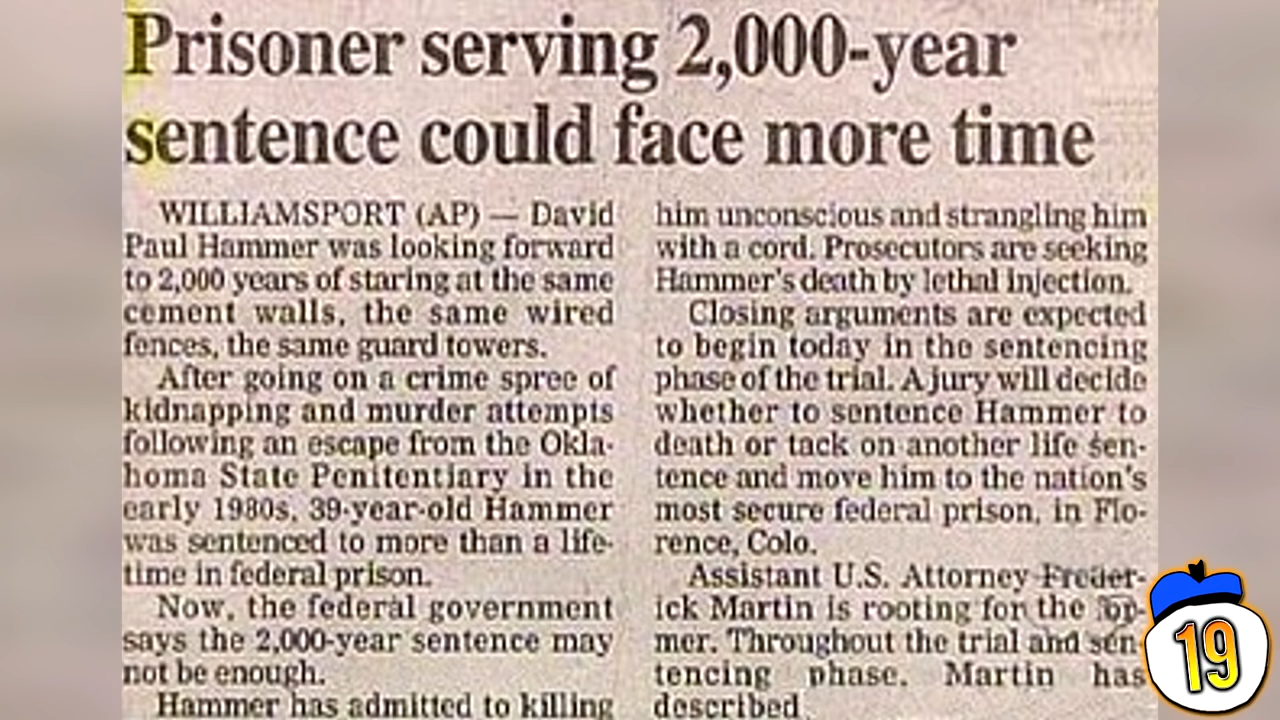 Prisoner serving 2,000-year
sentence could face more time
WILLIAMSPORT (AP) — David
Paul Hammer was looking forward
to 2,000 years of staring at the same
cement walls, the same wired
fences, the same guard towers.
After going on a crime spree of
kidnapping and murder attempts
following an escape from the Okla-
homa State Penitentiary in the
early 1980s, 39-year-old Hammer
was sentenced to more than a life-
time in federal prison.
Now, the federal government
says the 2,000-year sentence may
not be enough.
Hammer has admitted to killing
him unconscious and strangling him
with a cord. Prosecutors are seeking
Hammer's death by lethal injection.
Closing arguments are expected
to begin today in the sentencing
phase of the trial. A jury will decide
whether to sentence Hammer to
death or tack on another life sen-
tence and move him to the nation's
most secure federal prison, in Flo-
rence, Colo.
Assistant U.S. Attorney Freder-
ick Martin is rooting for the
mer. Throughout the trial and sen-
tencing phase, Martin has
described
19